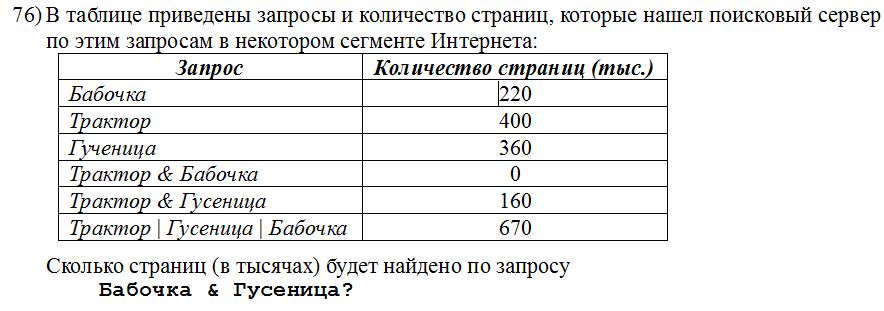 76) В таблице приведены запросы и количество страниц, которые нашел поисковый сервер
по этим запросам в некотором сегменте Интернета:
Запрос Количество страниц (тыс.)
Бабочка 220
Трактор 400
Гученица 360
Трактор & Бабочка 0
Трактор & Гусеница 160
Трактор | Гусеница | Бабочка 670
Сколько страниц (в тысячах) будет найдено по запросу
Бабочка & Гусеница?